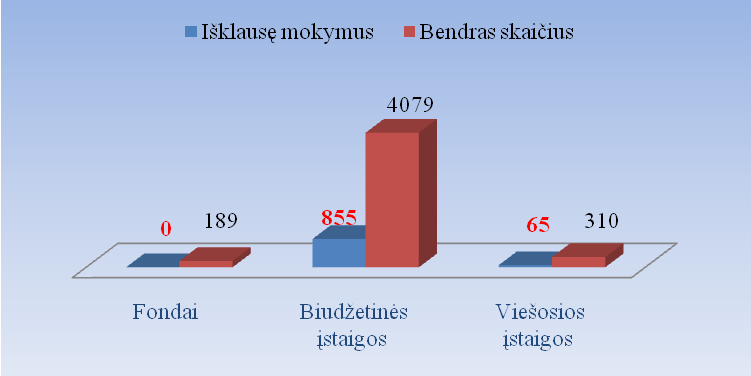 Išklausę mokymus
Bendras skaičius
0
189
855
4079
65
310
Fondai
Biudžetinės
įstaigos
Viešosios
įstaigos